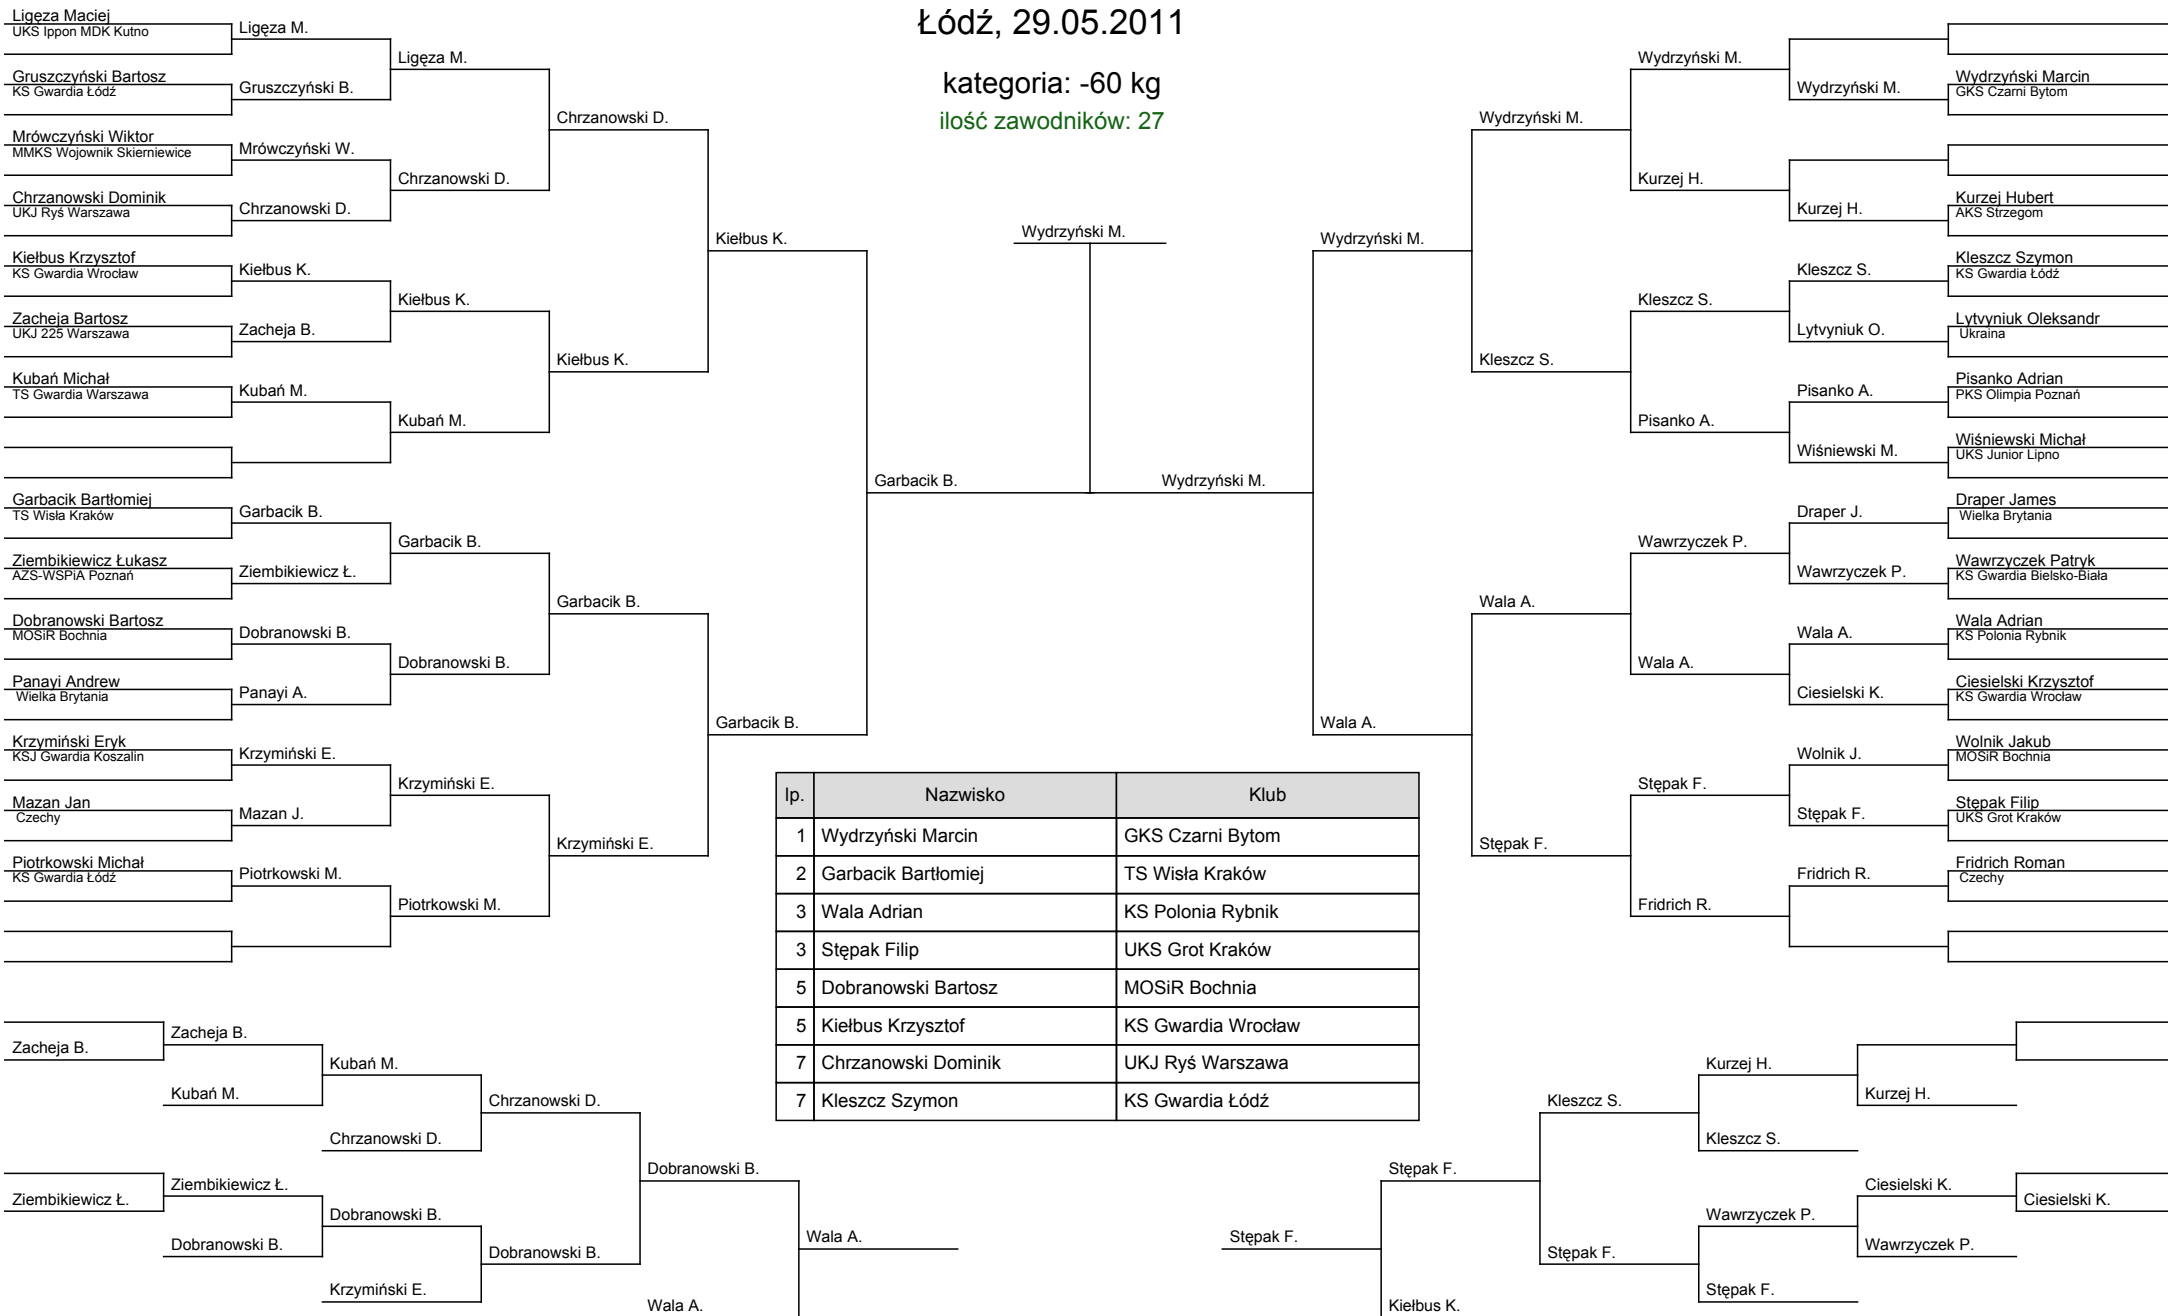 Łódź, 29.05.2011
kategoria: -60 kg
ilość zawodników: 27
Ligęza Maciej
UKS Ippon MDK Kutno
Gruszczyński Bartosz
KS Gwardia Łódź
Mrówczyński Wiktor
MMKS Wojownik Skierniewice
Chrzanowski Dominik
UKJ Ryś Warszawa
Kiełbus Krzysztof
KS Gwardia Wrocław
Zacheja Bartosz
UKJ 225 Warszawa
Kubań Michał
TS Gwardia Warszawa
Garbacik Bartłomiej
TS Wisła Kraków
Ziembikiewicz Łukasz
AZS-WSPiA Poznań
Dobranowski Bartosz
MOSiR Bochnia
Panayi Andrew
Wielka Brytania
Krzymiński Eryk
KSJ Gwardia Koszalin
Mazan Jan
Czechy
Piotrkowski Michał
KS Gwardia Łódź
Ligęza M.
Gruszczyński B.
Mrówczyński W.
Chrzanowski D.
Kiełbus K.
Zacheja B.
Kubań M.
Garbacik B.
Ziembikiewicz Ł.
Dobranowski B.
Panayi A.
Krzymiński E.
Mazan J.
Piotrkowski M.
Ligęza M.
Chrzanowski D.
Kiełbus K.
Kubań M.
Garbacik B.
Dobranowski B.
Krzymiński E.
Piotrkowski M.
Chrzanowski D.
Kiełbus K.
Garbacik B.
Krzymiński E.
Kiełbus K.
Garbacik B.
Garbacik B.
Wydrzyński M.
Wydrzyński M.
Wydrzyński M.
Wala A.
Wydrzyński M.
Kleszcz S.
Wala A.
Stępak F.
Wydrzyński M.
Kurzej H.
Kleszcz S.
Pisanko A.
Wawrzyczek P.
Wala A.
Stępak F.
Fridrich R.
Wydrzyński M.
Kurzej H.
Kleszcz S.
Lytvyniuk O.
Pisanko A.
Wiśniewski M.
Draper J.
Wawrzyczek P.
Wala A.
Ciesielski K.
Wolnik J.
Stępak F.
Fridrich R.
Wydrzyński Marcin
GKS Czarni Bytom
Kurzej Hubert
AKS Strzegom
Kleszcz Szymon
KS Gwardia Łódź
Lytvyniuk Oleksandr
Ukraina
Pisanko Adrian
PKS Olimpia Poznań
Wiśniewski Michał
UKS Junior Lipno
Draper James
Wielka Brytania
Wawrzyczek Patryk
KS Gwardia Bielsko-Biała
Wala Adrian
KS Polonia Rybnik
Ciesielski Krzysztof
KS Gwardia Wrocław
Wolnik Jakub
MOSiR Bochnia
Stępak Filip
UKS Grot Kraków
Fridrich Roman
Czechy
lp. Nazwisko Klub
1 Wydrzyński Marcin GKS Czarni Bytom
2 Garbacik Bartłomiej TS Wisła Kraków
3 Wala Adrian KS Polonia Rybnik
3 Stępak Filip UKS Grot Kraków
5 Dobranowski Bartosz MOSiR Bochnia
5 Kiełbus Krzysztof KS Gwardia Wrocław
7 Chrzanowski Dominik UKJ Ryś Warszawa
7 Kleszcz Szymon KS Gwardia Łódź
Zacheja B.
Ziembikiewicz Ł.
Zacheja B.
Kubań M.
Ziembikiewicz Ł.
Dobranowski B.
Kubań M.
Chrzanowski D.
Dobranowski B.
Krzymiński E.
Chrzanowski D.
Dobranowski B.
Dobranowski B.
Wala A.
Wala A.
Stępak F.
Stępak F.
Kiełbus K.
Kleszcz S.
Stępak F.
Kurzej H.
Kleszcz S.
Wawrzyczek P.
Stępak F.
Kurzej H.
Ciesielski K.
Wawrzyczek P.
Ciesielski K.